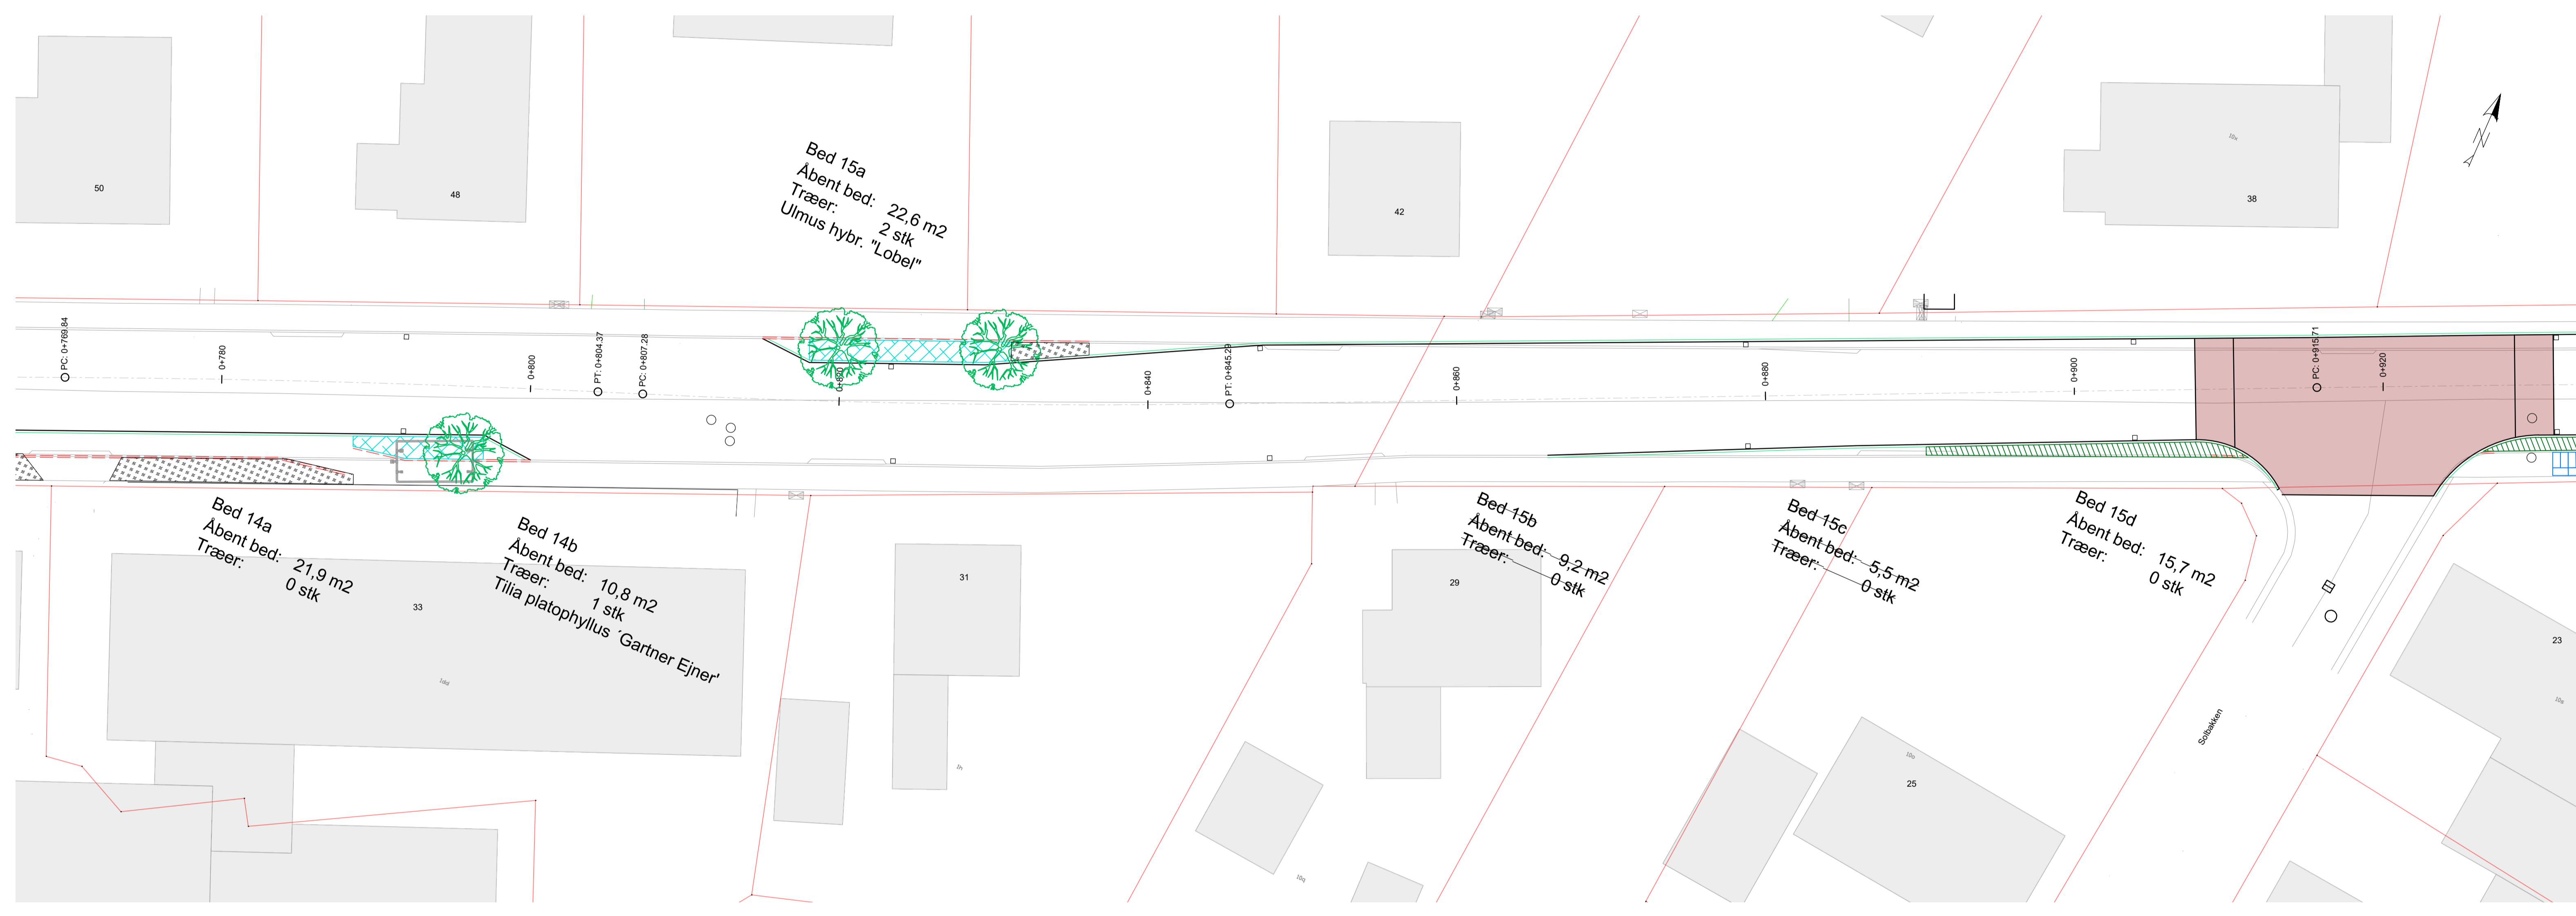 50
48
42
38
10x
N
Bed 15a
Åbent bed: 22,6 m2
Træer: 2 stk
Ulmus hybr. "Lobel"
PC: 0+769.84
0+780
0+800
PT: 0+804.37
PC: 0+807.28
0+820
0+840
PT: 0+845.29
0+860
0+880
0+900
PC: 0+915.71
0+920
Bed 14a
Åbent bed: 21,9 m2
Træer: 0 stk
Bed 14b
Åbent bed: 10,8 m2
Træer: 1 stk
Tilia platophyllus ´Gartner Ejner'
Bed 15b
Åbent bed: 9,2 m2
Træer: 0 stk
Bed 15c
Åbent bed: 5,5 m2
Træer: 0 stk
Bed 15d
Åbent bed: 15,7 m2
Træer: 0 stk
33
31
29
25
23
10q
Solbakken